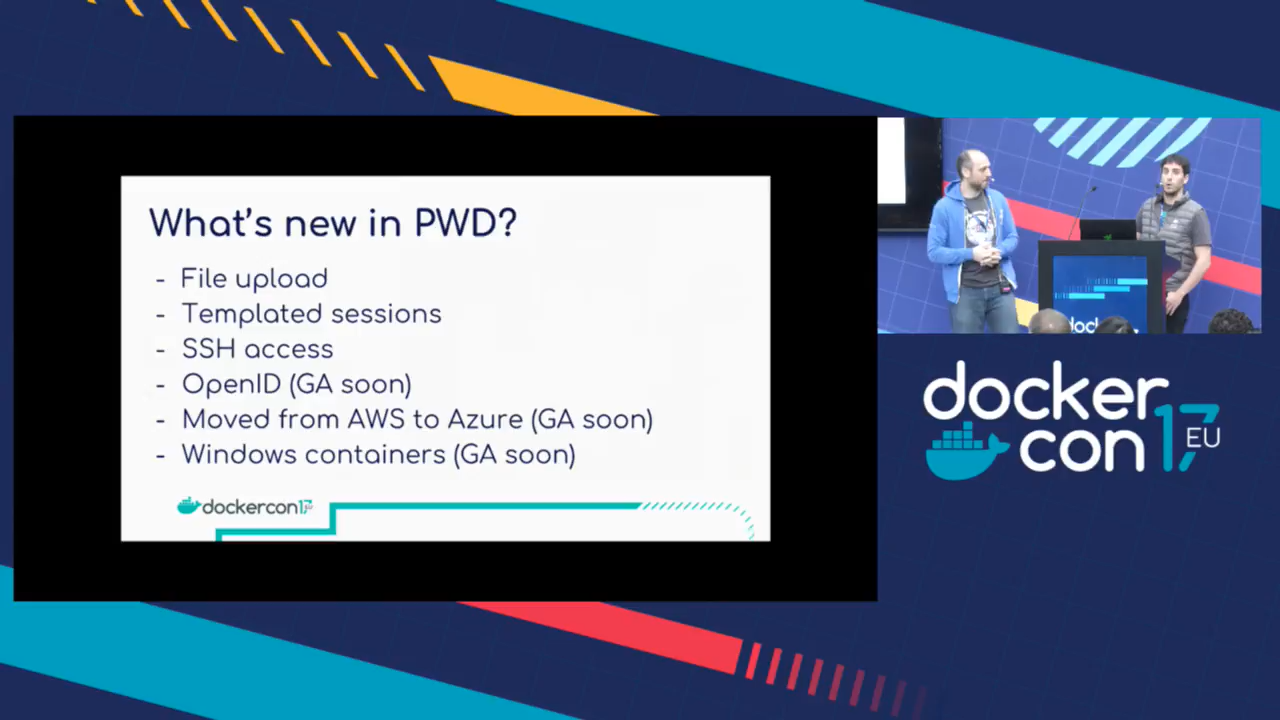 What's new in PWD?
- File upload
- Templated sessions
- SSH access
- OpenID (GA soon)
- Moved from AWS to Azure (GA soon)
- Windows containers (GA soon)
dockercon17
docker
con 17 EU